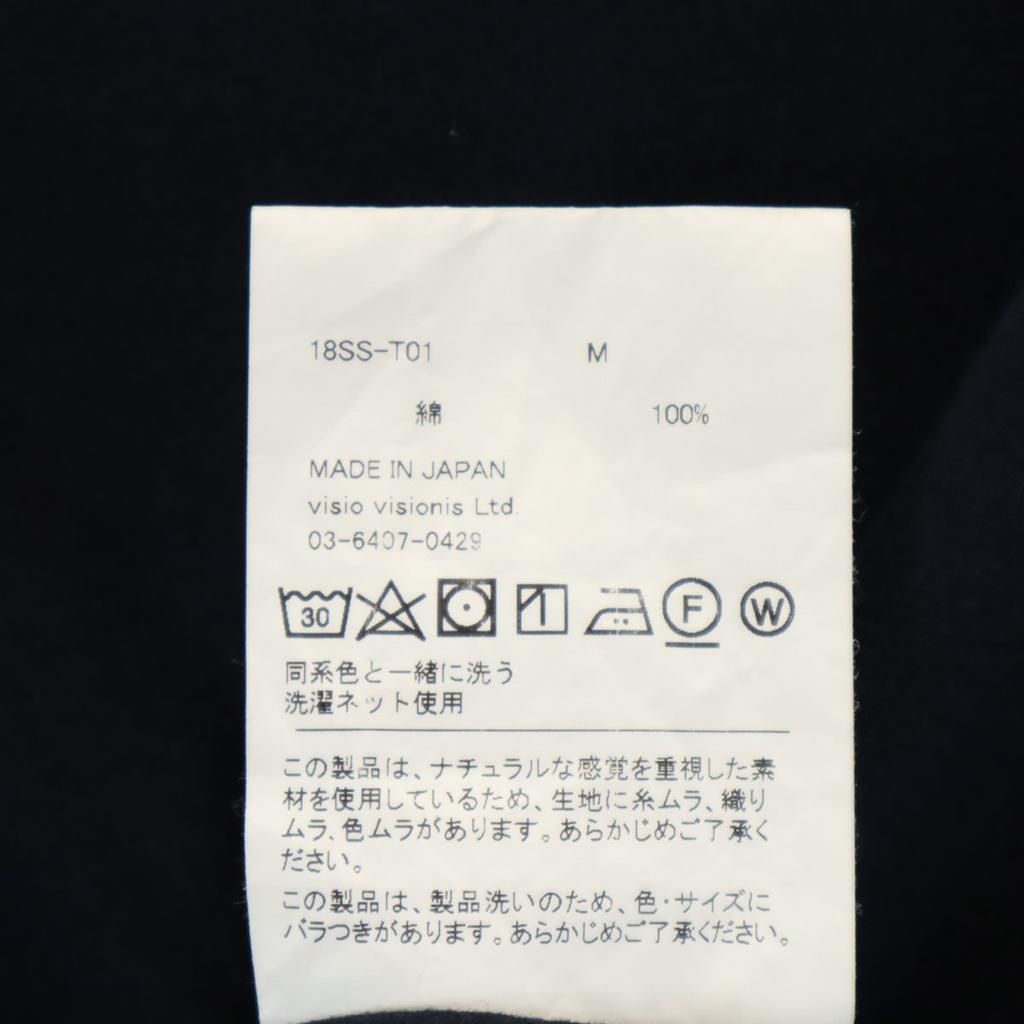 18SS-T01 M
綿 100%
MADE IN JAPAN
visio visionis Ltd.
03-6407-0429
30 F W
同系色と一緒に洗う
洗濯ネット使用
この製品は、ナチュラルな感覚を重視した素
材を使用しているため、生地に糸ムラ、織り
ムラ、色ムラがあります。あらかじめご了承く
ださい。
この製品は、製品洗いのため、色・サイズに
バラつきがあります。あらかじめご了承ください。